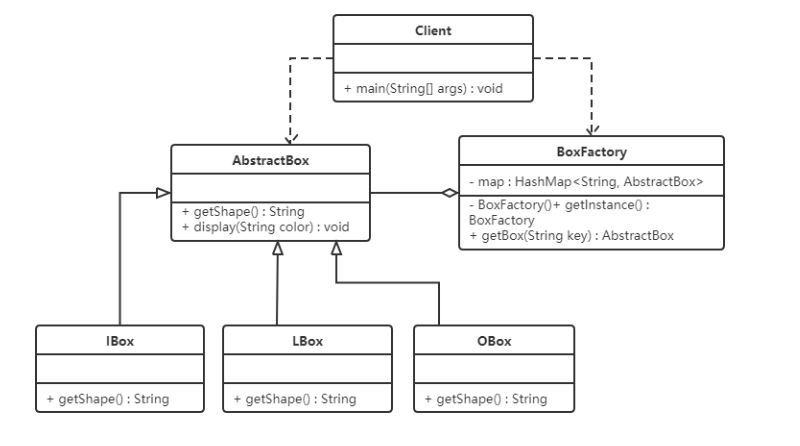 Client
+ main(String[] args) : void
AbstractBox
+ getShape() : String
+ display(String color) : void
BoxFactory
- map : HashMap<String, AbstractBox>
- BoxFactory()+ getInstance() :
BoxFactory
+ getBox(String key) : AbstractBox
IBox
+ getShape() : String
LBox
+ getShape() : String
OBox
+ getShape() : String